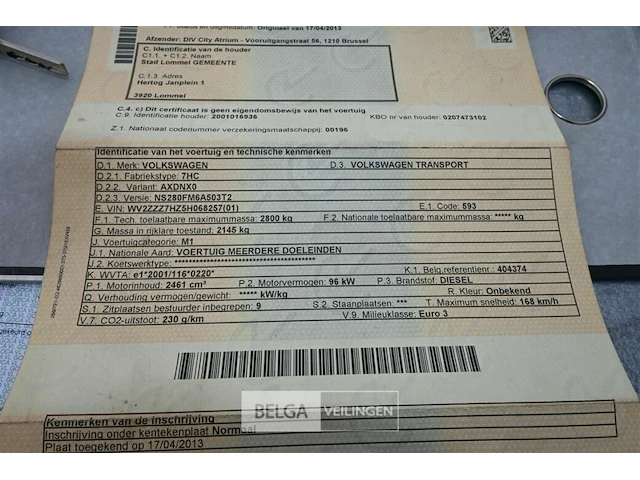 Status en uitgiftedatum: Origineel van 17/04/2013
Afzender: DIV City Atrium - Vooruitgangstraat 56, 1210 Brussel
C. Identificatie van de houder
C.1.1. + C1.2. Naam
Stad Lommel GEMEENTE
C.1.3. Adres
Hertog Janplein 1
3920 Lommel
C.4. c) Dit certificaat is geen eigendomsbewijs van het voertuig
C.9. Identificatie houder: 2001016936 KBO nr van houder: 0207473102
Z.1. Nationaal codenummer verzekeringsmaatschappij: 00196
Identificatie van het voertuig en technische kenmerken
D.1. Merk: VOLKSWAGEN D.3. VOLKSWAGEN TRANSPORT
D.2.1. Fabriekstype: 7HC
D.2.2. Variant: AXDNX0
D.2.3. Versie: NS280FM6A503T2
E. VIN: WV2ZZZ7HZ5H068257(01) E.1. Code: 593
F.1. Tech. toelaatbare maximummassa: 2800 kg F.2. Nationale toelaatbare maximummassa: ***** kg
G. Massa in rijklare toestand: 2145 kg
J. Voertuigcategorie: M1
J.1. Nationale Aard: VOERTUIG MEERDERE DOELEINDEN
J.2. Koetswerktype: **********************
K. WVTA: e1*2001/116*0220* K.1. Belg.referentienr.: 404374
P.1. Motorinhoud: 2461 cm³ P.2. Motorvermogen: 96 kW P.3. Brandstof: DIESEL
Q. Verhouding vermogen/gewicht: ***** kW/kg R. Kleur: Onbekend
S.1. Zitplaatsen bestuurder inbegrepen: 9 S.2. Staanplaatsen: *** T. Maximum snelheid: 168 km/h
V.7. CO2-uitstoot: 230 g/km V.9. Milieuklasse: Euro 3
BELGA VEILINGEN
Kenmerken van de inschrijving
Inschrijving onder kentekenplaat Normaal
Plaat toegekend op 17/04/2013